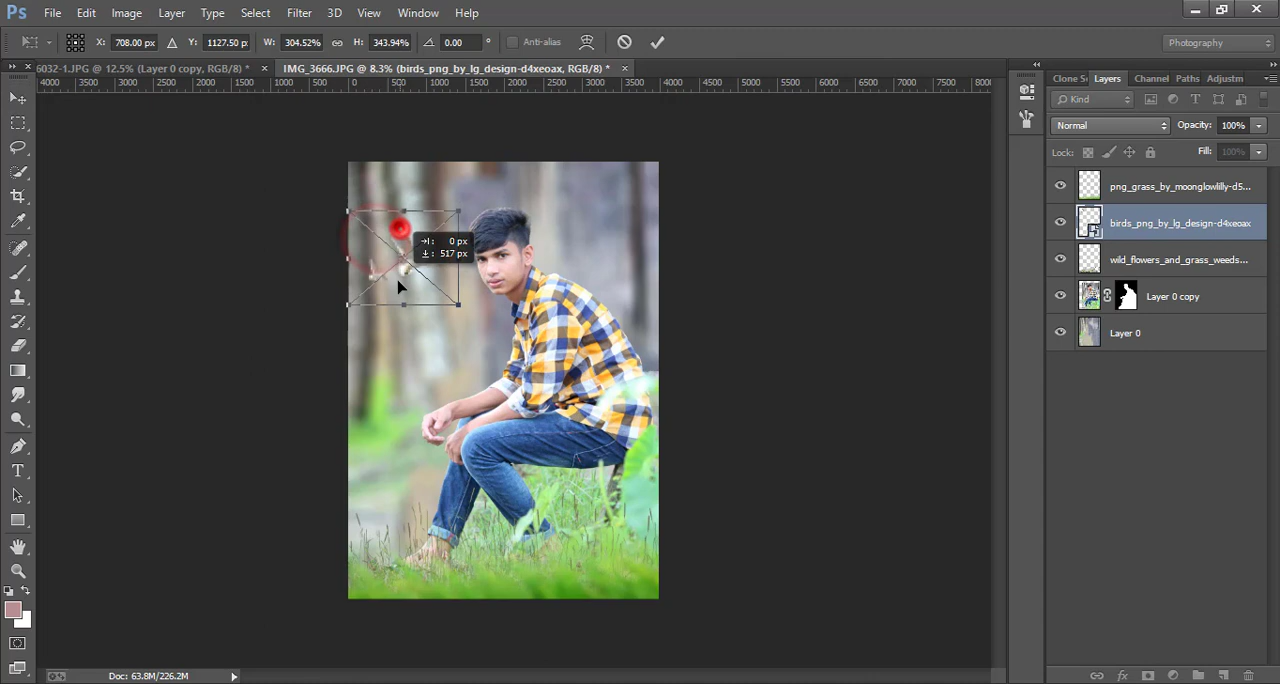 Ps File Edit Image Layer Type Select Filter 3D View Window Help
X: 708.00 px Y: 1127.50 px W: 304.52% H: 343.94% 0.00 ° Anti-alias Photography
6032-1.JPG @ 12.5% (Layer 0 copy, RGB/8) * × IMG_3666.JPG @ 8.3% (birds_png_by_lg_design-d4xeoax, RGB/8) * ×
4000 3500 3000 2500 2000 1500 1000 500 0 500 1000 1500 2000 2500 3000 3500 4000 4500 5000 5500 6000 6500 7000 7500 8000
Clone S Layers Channel Paths Adjustm
Kind
Normal Opacity: 100%
Lock: Fill: 100%
png_grass_by_moonglowlilly-d5...
birds_png_by_lg_design-d4xeoax
wild_flowers_and_grass_weeds...
Layer 0 copy
Layer 0
0 px
517 px
Doc: 63.8M/226.2M